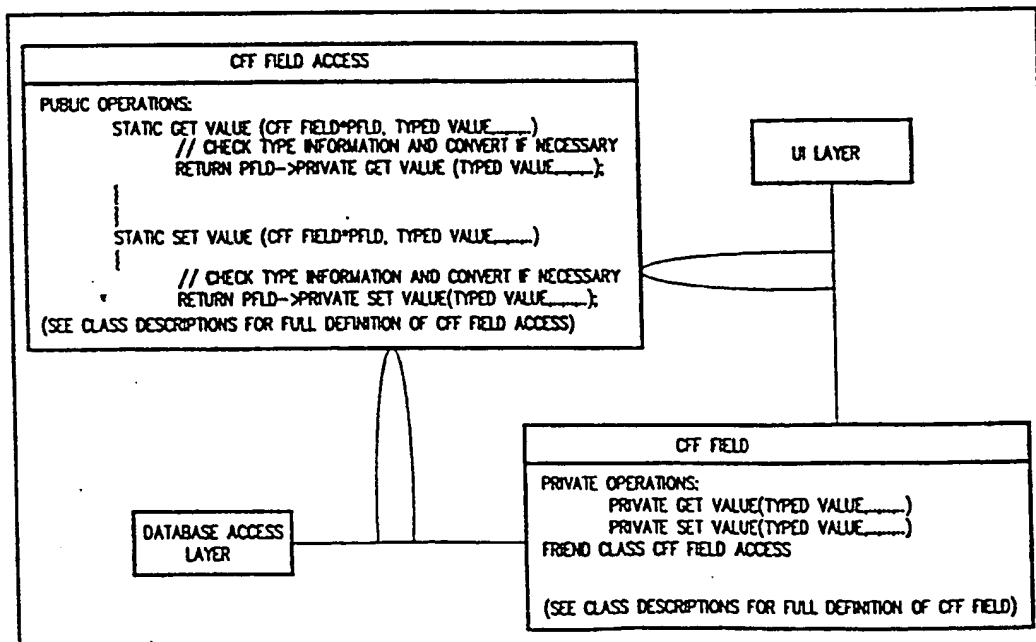 CFF FIELD ACCESS
PUBLIC OPERATIONS:
STATIC GET VALUE (CFF FIELD*PFLD, TYPED VALUE,........)
// CHECK TYPE INFORMATION AND CONVERT IF NECESSARY
RETURN PFLD->PRIVATE GET VALUE (TYPED VALUE,........);
STATIC SET VALUE (CFF FIELD*PFLD, TYPED VALUE,........)
// CHECK TYPE INFORMATION AND CONVERT IF NECESSARY
RETURN PFLD->PRIVATE SET VALUE(TYPED VALUE,........);
(SEE CLASS DESCRIPTIONS FOR FULL DEFINITION OF CFF FIELD ACCESS)
UI LAYER
CFF FIELD
PRIVATE OPERATIONS:
PRIVATE GET VALUE(TYPED VALUE,........)
PRIVATE SET VALUE(TYPED VALUE,........)
FRIEND CLASS CFF FIELD ACCESS
(SEE CLASS DESCRIPTIONS FOR FULL DEFINITION OF CFF FIELD)
DATABASE ACCESS
LAYER